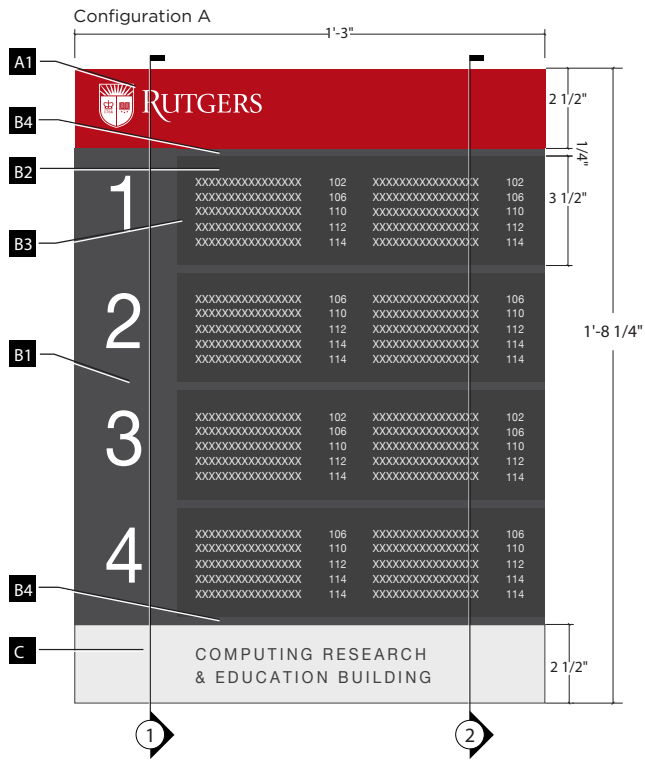 Configuration A
1'-3"
A1
RUTGERS
2 1/2"
B4
1/4"
B2
1
XXXXXXXXXXXXXXXX 102 XXXXXXXXXXXXXXXX 102
XXXXXXXXXXXXXXXX 106 XXXXXXXXXXXXXXXX 106
XXXXXXXXXXXXXXXX 110 XXXXXXXXXXXXXXXX 110
XXXXXXXXXXXXXXXX 112 XXXXXXXXXXXXXXXX 112
XXXXXXXXXXXXXXXX 114 XXXXXXXXXXXXXXXX 114
3 1/2"
B3
2
XXXXXXXXXXXXXXXX 106 XXXXXXXXXXXXXXXX 106
XXXXXXXXXXXXXXXX 110 XXXXXXXXXXXXXXXX 110
XXXXXXXXXXXXXXXX 112 XXXXXXXXXXXXXXXX 112
XXXXXXXXXXXXXXXX 114 XXXXXXXXXXXXXXXX 114
XXXXXXXXXXXXXXXX 114 XXXXXXXXXXXXXXXX 114
1'-8 1/4"
B1
3
XXXXXXXXXXXXXXXX 102 XXXXXXXXXXXXXXXX 102
XXXXXXXXXXXXXXXX 106 XXXXXXXXXXXXXXXX 106
XXXXXXXXXXXXXXXX 110 XXXXXXXXXXXXXXXX 110
XXXXXXXXXXXXXXXX 112 XXXXXXXXXXXXXXXX 112
XXXXXXXXXXXXXXXX 114 XXXXXXXXXXXXXXXX 114
4
XXXXXXXXXXXXXXXX 106 XXXXXXXXXXXXXXXX 106
XXXXXXXXXXXXXXXX 110 XXXXXXXXXXXXXXXX 110
XXXXXXXXXXXXXXXX 112 XXXXXXXXXXXXXXXX 112
XXXXXXXXXXXXXXXX 114 XXXXXXXXXXXXXXXX 114
XXXXXXXXXXXXXXXX 114 XXXXXXXXXXXXXXXX 114
B4
C
COMPUTING RESEARCH
& EDUCATION BUILDING
2 1/2"
1
2